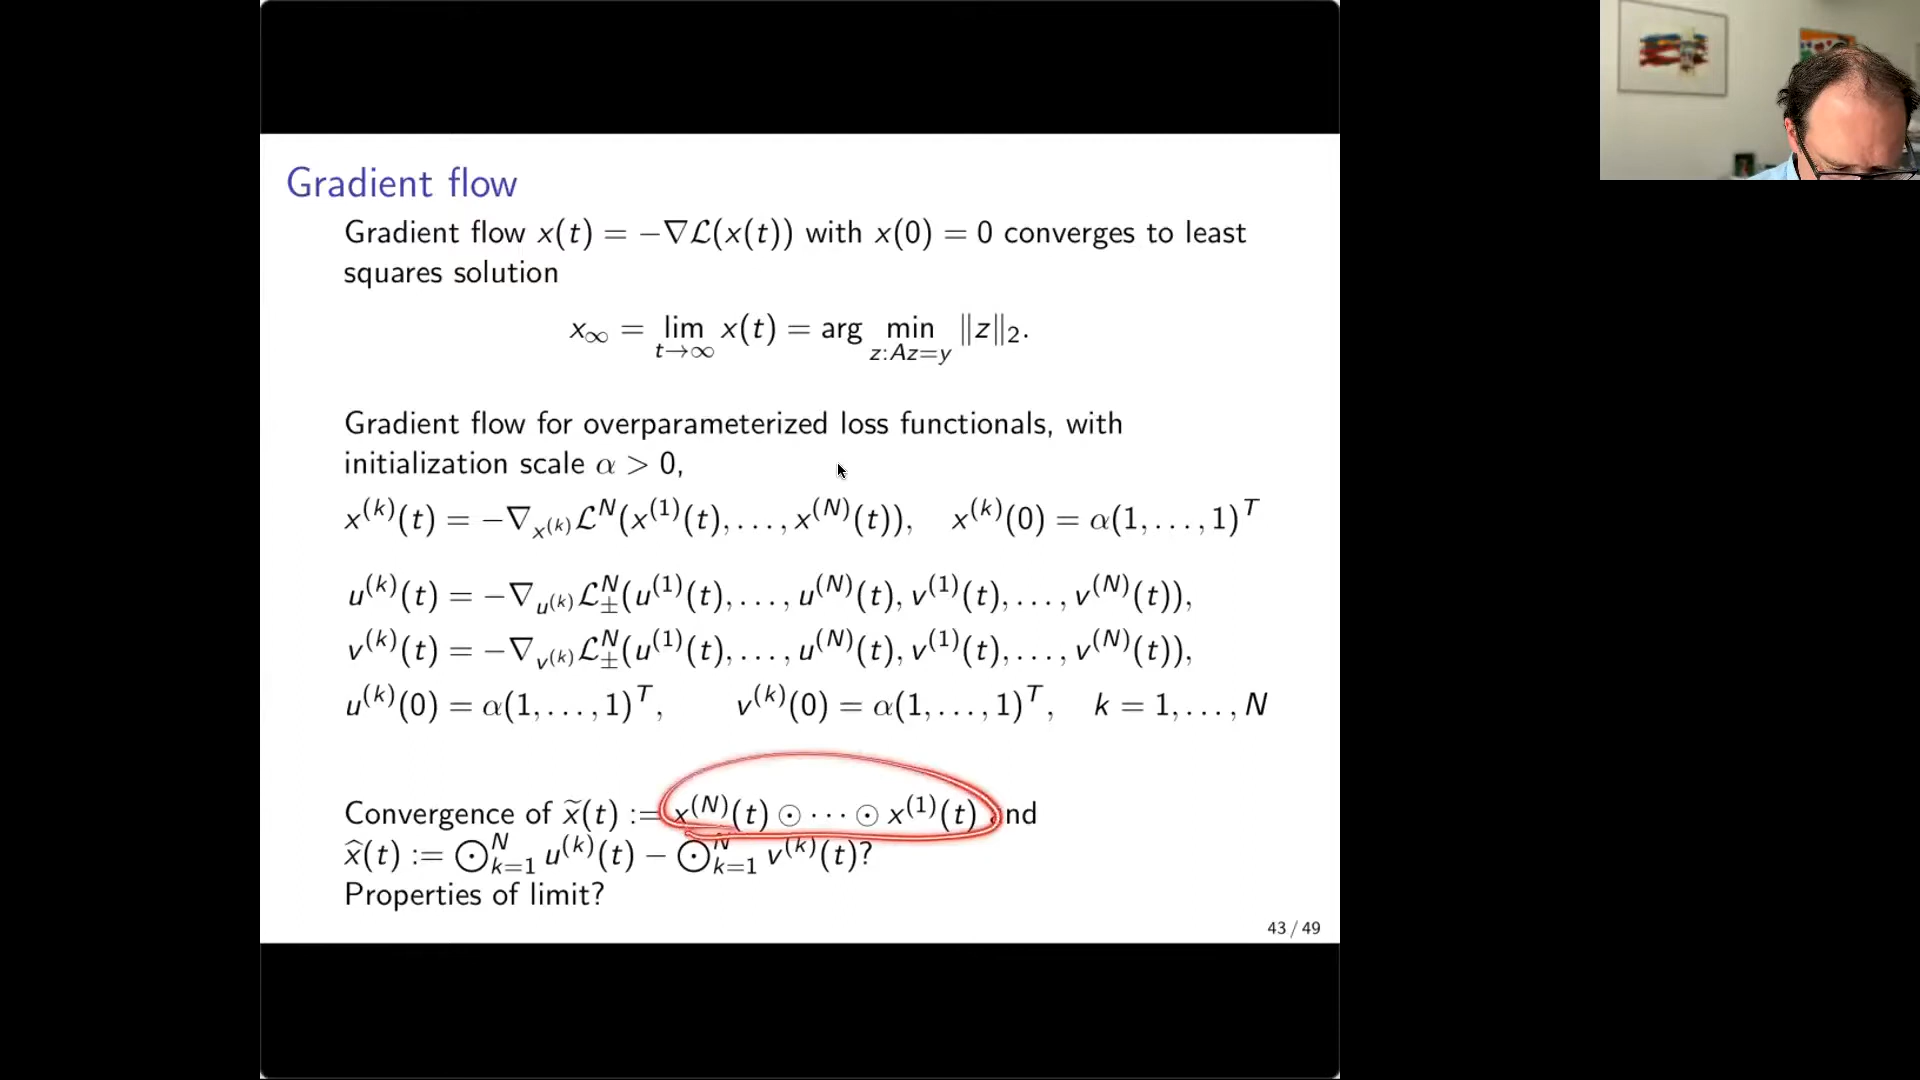 Gradient flow
Gradient flow x(t) = −∇ℒ(x(t)) with x(0) = 0 converges to least
squares solution
x_∞ = lim_{t→∞} x(t) = arg min_{z:Az=y} ‖z‖₂.
Gradient flow for overparameterized loss functionals, with
initialization scale α > 0,
x^{(k)}(t) = −∇_{x^{(k)}} ℒ^N(x^{(1)}(t), . . . , x^{(N)}(t)), x^{(k)}(0) = α(1, . . . , 1)^T
u^{(k)}(t) = −∇_{u^{(k)}} ℒ^N_±(u^{(1)}(t), . . . , u^{(N)}(t), v^{(1)}(t), . . . , v^{(N)}(t)),
v^{(k)}(t) = −∇_{v^{(k)}} ℒ^N_±(u^{(1)}(t), . . . , u^{(N)}(t), v^{(1)}(t), . . . , v^{(N)}(t)),
u^{(k)}(0) = α(1, . . . , 1)^T, v^{(k)}(0) = α(1, . . . , 1)^T, k = 1, . . . , N
Convergence of x̃(t) := x^{(N)}(t) ⊙ · · · ⊙ x^{(1)}(t) and
x̂(t) := ⨀_{k=1}^N u^{(k)}(t) − ⨀_{k=1}^N v^{(k)}(t)?
Properties of limit?
43 / 49